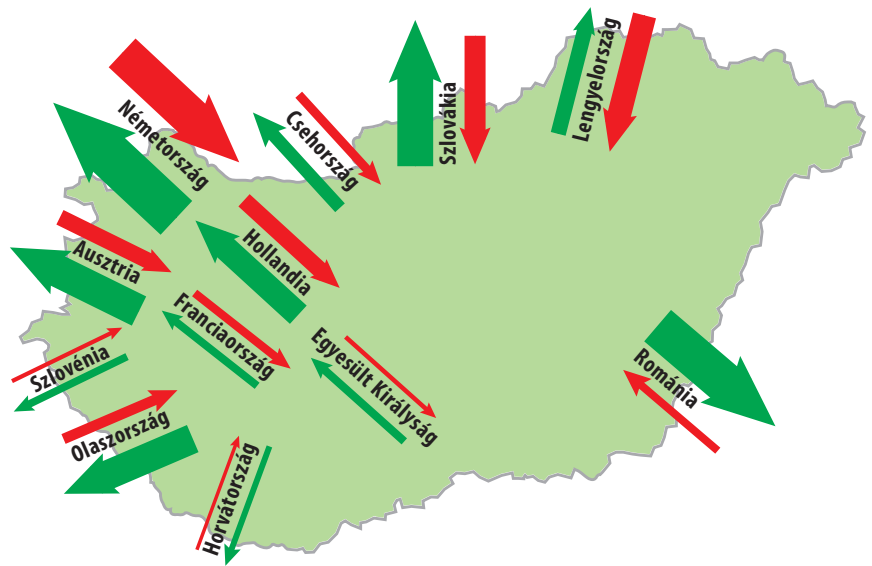 Németország
Csehország
Szlovákia
Lengyelország
Ausztria
Hollandia
Franciaország
Egyesült Királyság
Szlovénia
Olaszország
Horvátország
Románia